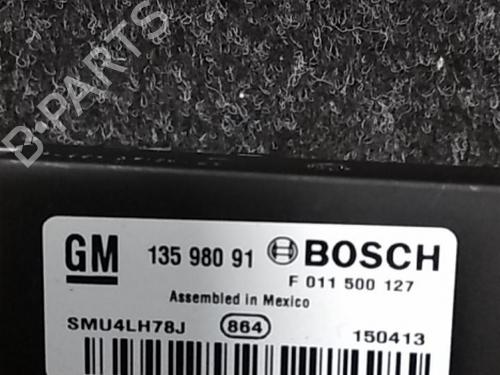 B-PARTS
GM 135 980 91 BOSCH
F 011 500 127
Assembled in Mexico
SMU4LH78J 864 150413